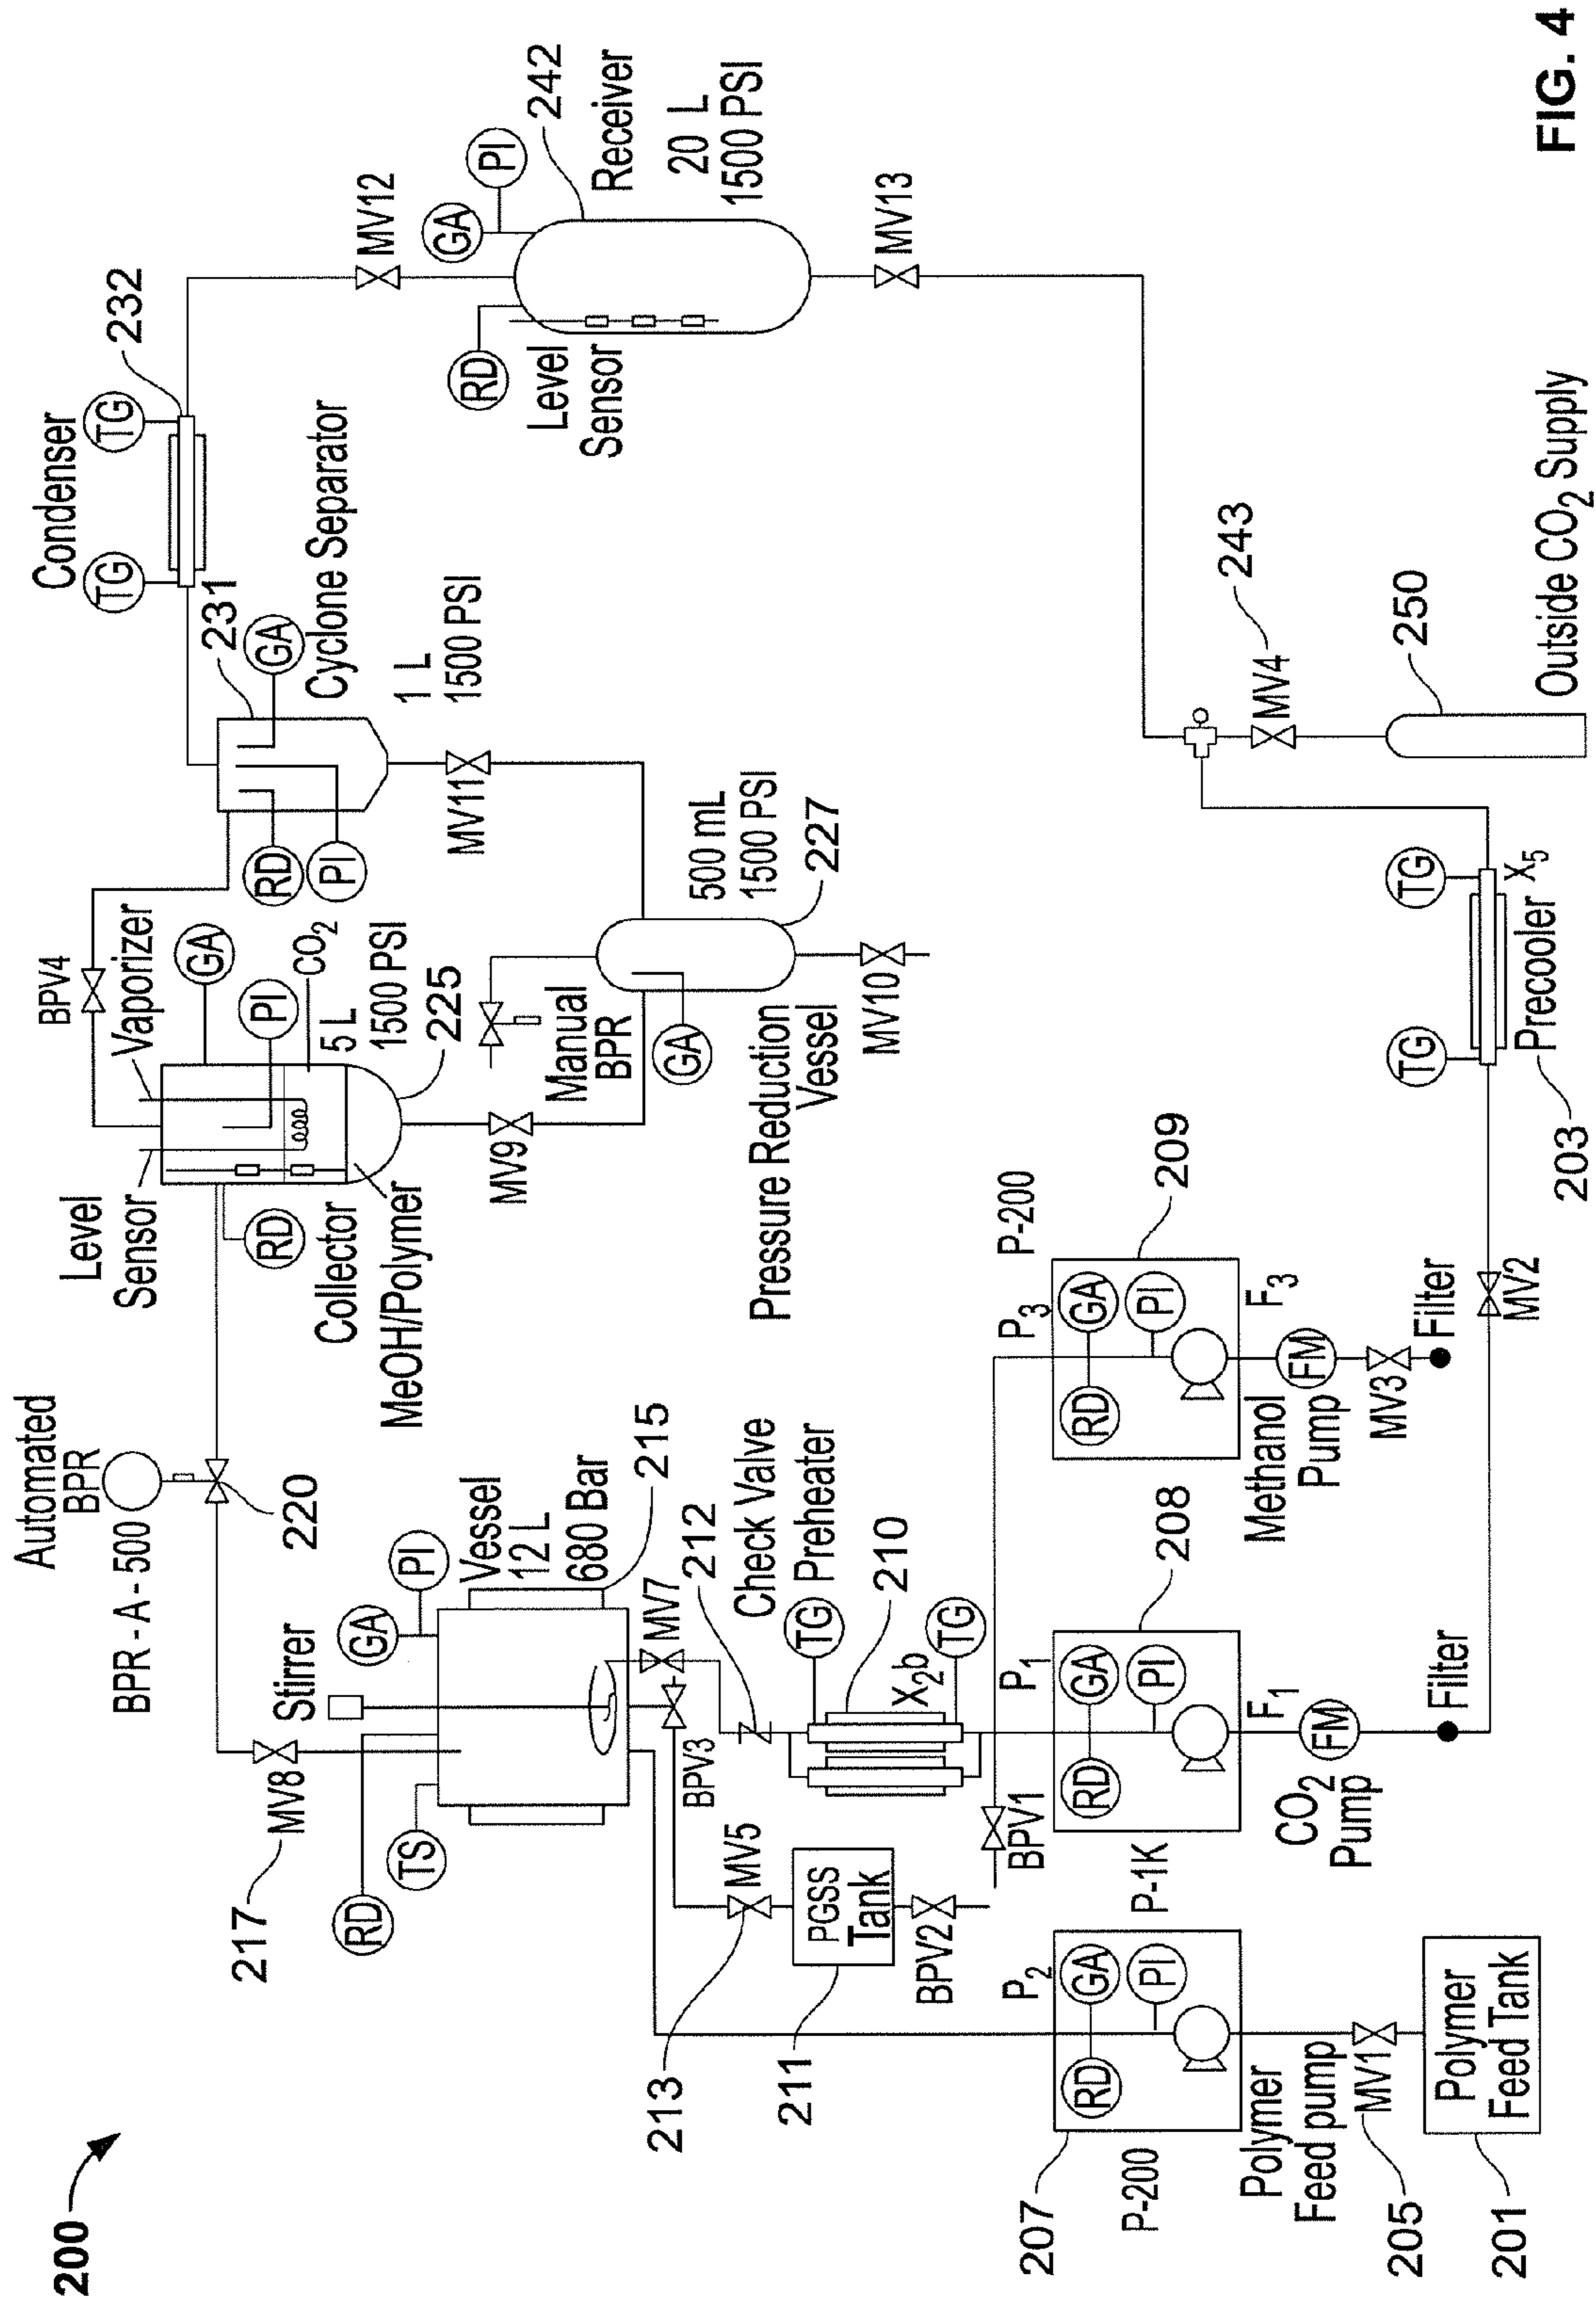 200
Automated
BPR
BPR - A - 500
220
217
MV8
Stirrer
RD
TS
GA
PI
Vessel
12 L
680 Bar
215
MV7
BPV3
212
Check Valve
213
MV5
PGSS
Tank
211
BPV2
TG
Preheater
210
X2b
TG
BPV1
207
P-200
P2
RD
GA
PI
Polymer
Feed pump
205
MV1
Polymer
Feed Tank
201
P-1K
P1
208
RD
GA
PI
F1
FM
CO2
Pump
Filter
P3
P-200
209
RD
GA
PI
F3
FM
Methanol
Pump
MV3
Filter
MV2
Level
Sensor
Vaporizer
BPV4
GA
PI
CO2
5 L
1500 PSI
225
RD
Collector
MeOH/Polymer
MV9
Manual
BPR
GA
Pressure Reduction
Vessel
MV10
500 mL
1500 PSI
227
MV11
RD
PI
231
GA
Cyclone Separator
1 L
1500 PSI
Condenser
TG
TG
232
MV12
RD
GA
PI
242
Receiver
20 L
1500 PSI
Level
Sensor
MV13
TG
TG
X5
Precooler
203
MV4
243
250
Outside CO2 Supply
FIG. 4